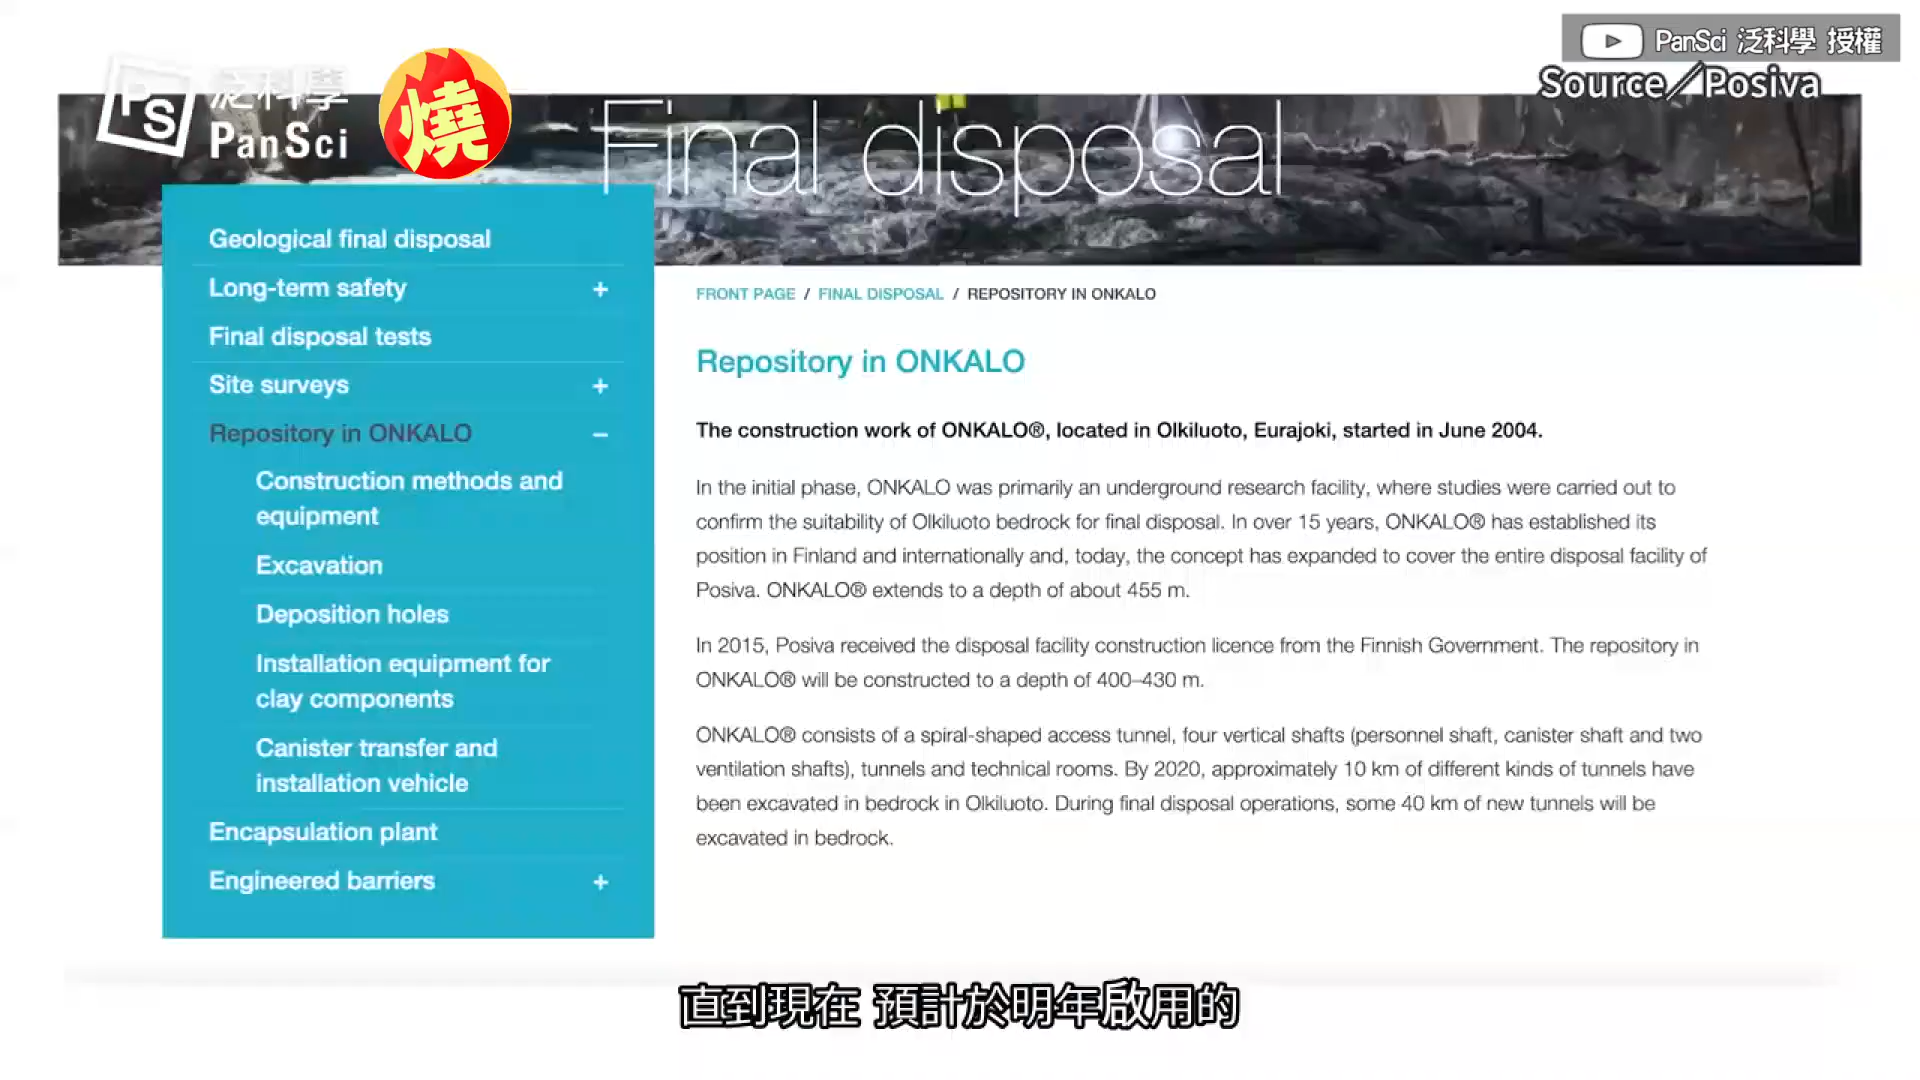 PanSci 泛科學 授權
Source／Posiva
PS
泛科學
PanSci
燒
Final disposal
Geological final disposal
Long-term safety +
Final disposal tests
Site surveys +
Repository in ONKALO –
Construction methods and
equipment
Excavation
Deposition holes
Installation equipment for
clay components
Canister transfer and
installation vehicle
Encapsulation plant
Engineered barriers +
FRONT PAGE / FINAL DISPOSAL / REPOSITORY IN ONKALO
Repository in ONKALO
The construction work of ONKALO®, located in Olkiluoto, Eurajoki, started in June 2004.
In the initial phase, ONKALO was primarily an underground research facility, where studies were carried out to
confirm the suitability of Olkiluoto bedrock for final disposal. In over 15 years, ONKALO® has established its
position in Finland and internationally and, today, the concept has expanded to cover the entire disposal facility of
Posiva. ONKALO® extends to a depth of about 455 m.
In 2015, Posiva received the disposal facility construction licence from the Finnish Government. The repository in
ONKALO® will be constructed to a depth of 400–430 m.
ONKALO® consists of a spiral-shaped access tunnel, four vertical shafts (personnel shaft, canister shaft and two
ventilation shafts), tunnels and technical rooms. By 2020, approximately 10 km of different kinds of tunnels have
been excavated in bedrock in Olkiluoto. During final disposal operations, some 40 km of new tunnels will be
excavated in bedrock.
直到現在 預計於明年啟用的